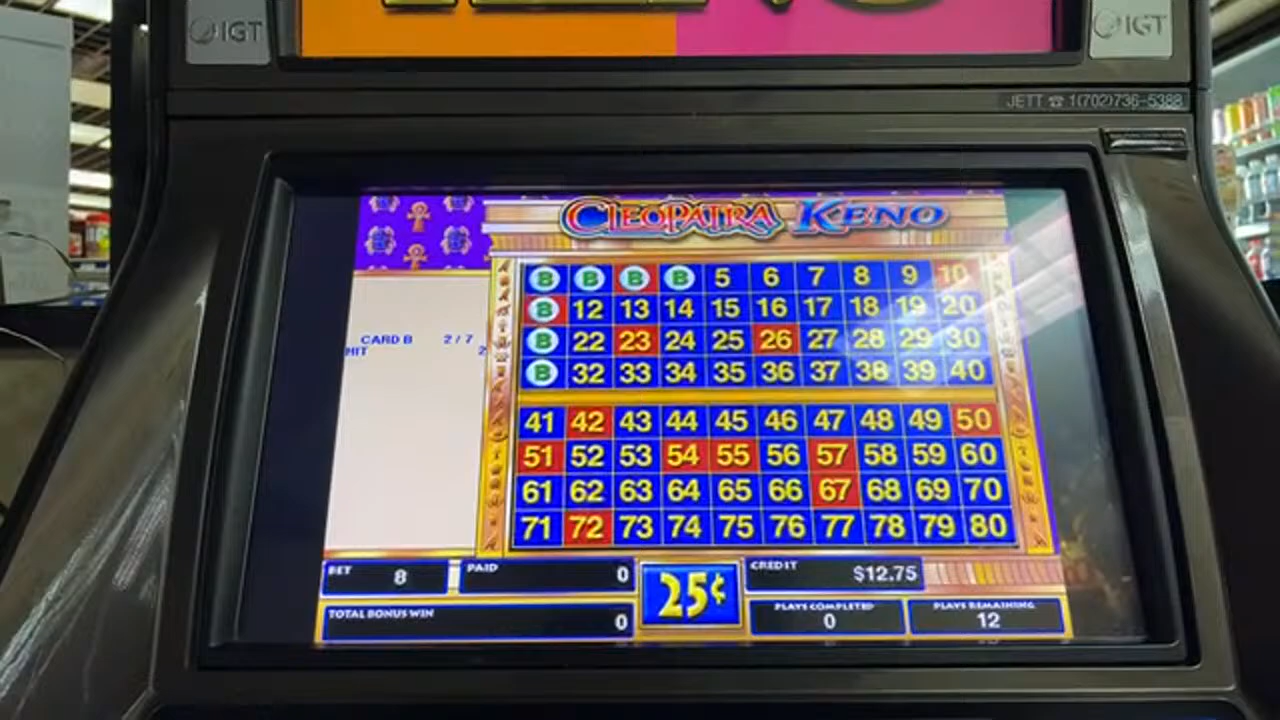 IGT
IGT
JETT ☎ 1(702)736-5388
CLEOPATRA KENO
B B B B 5 6 7 8 9 10
B 12 13 14 15 16 17 18 19 20
B 22 23 24 25 26 27 28 29 30
B 32 33 34 35 36 37 38 39 40
CARD B 2/7
HIT 2
41 42 43 44 45 46 47 48 49 50
51 52 53 54 55 56 57 58 59 60
61 62 63 64 65 66 67 68 69 70
71 72 73 74 75 76 77 78 79 80
BET 8
PAID 0
25¢
CREDIT $12.75
TOTAL BONUS WIN 0
PLAYS COMPLETED 0
PLAYS REMAINING 12